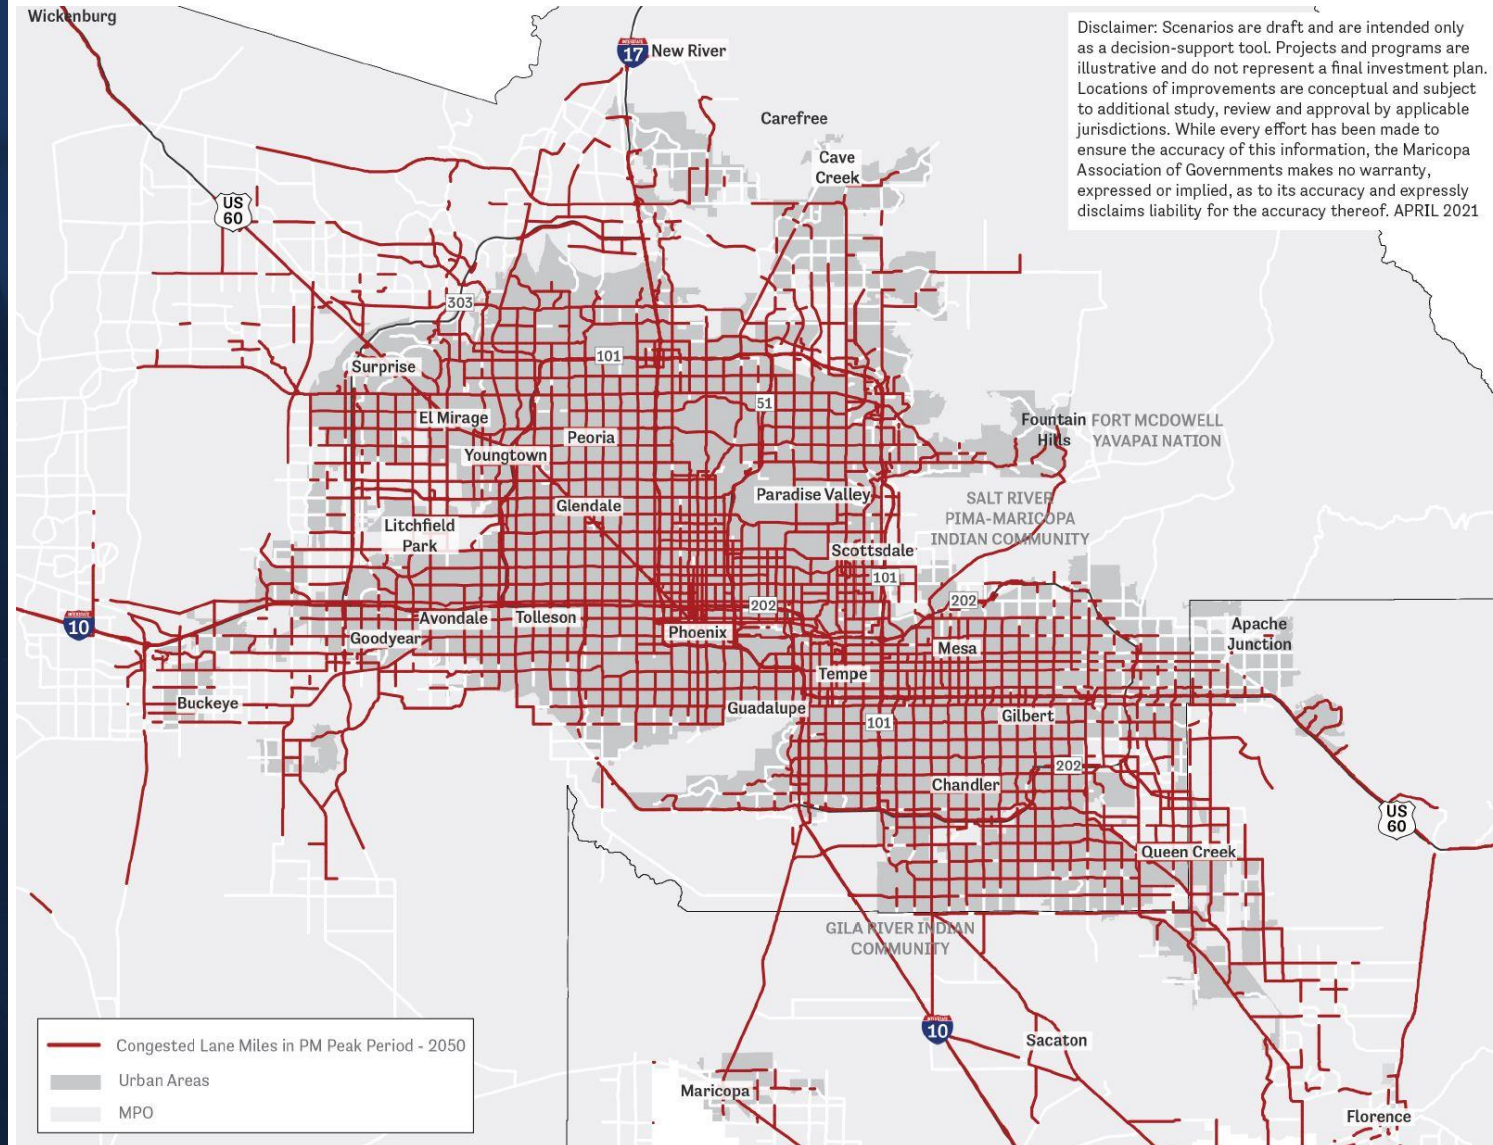 Wickenburg
INTERSTATE
17
New River
Disclaimer: Scenarios are draft and are intended only
as a decision-support tool. Projects and programs are
illustrative and do not represent a final investment plan.
Locations of improvements are conceptual and subject
to additional study, review and approval by applicable
jurisdictions. While every effort has been made to
ensure the accuracy of this information, the Maricopa
Association of Governments makes no warranty,
expressed or implied, as to its accuracy and expressly
disclaims liability for the accuracy thereof. APRIL 2021
Carefree
Cave
Creek
US
60
303
101
Surprise
51
El Mirage
Peoria
Fountain
Hills
FORT MCDOWELL
YAVAPAI NATION
Youngtown
Paradise Valley
Glendale
SALT RIVER
PIMA-MARICOPA
INDIAN COMMUNITY
Litchfield
Park
Scottsdale
101
202
202
INTERSTATE
10
Avondale
Tolleson
Goodyear
Phoenix
Mesa
Apache
Junction
Tempe
Buckeye
Guadalupe
101
Gilbert
202
Chandler
US
60
Queen Creek
GILA RIVER INDIAN
COMMUNITY
INTERSTATE
10
Sacaton
Maricopa
Florence
Congested Lane Miles in PM Peak Period - 2050
Urban Areas
MPO